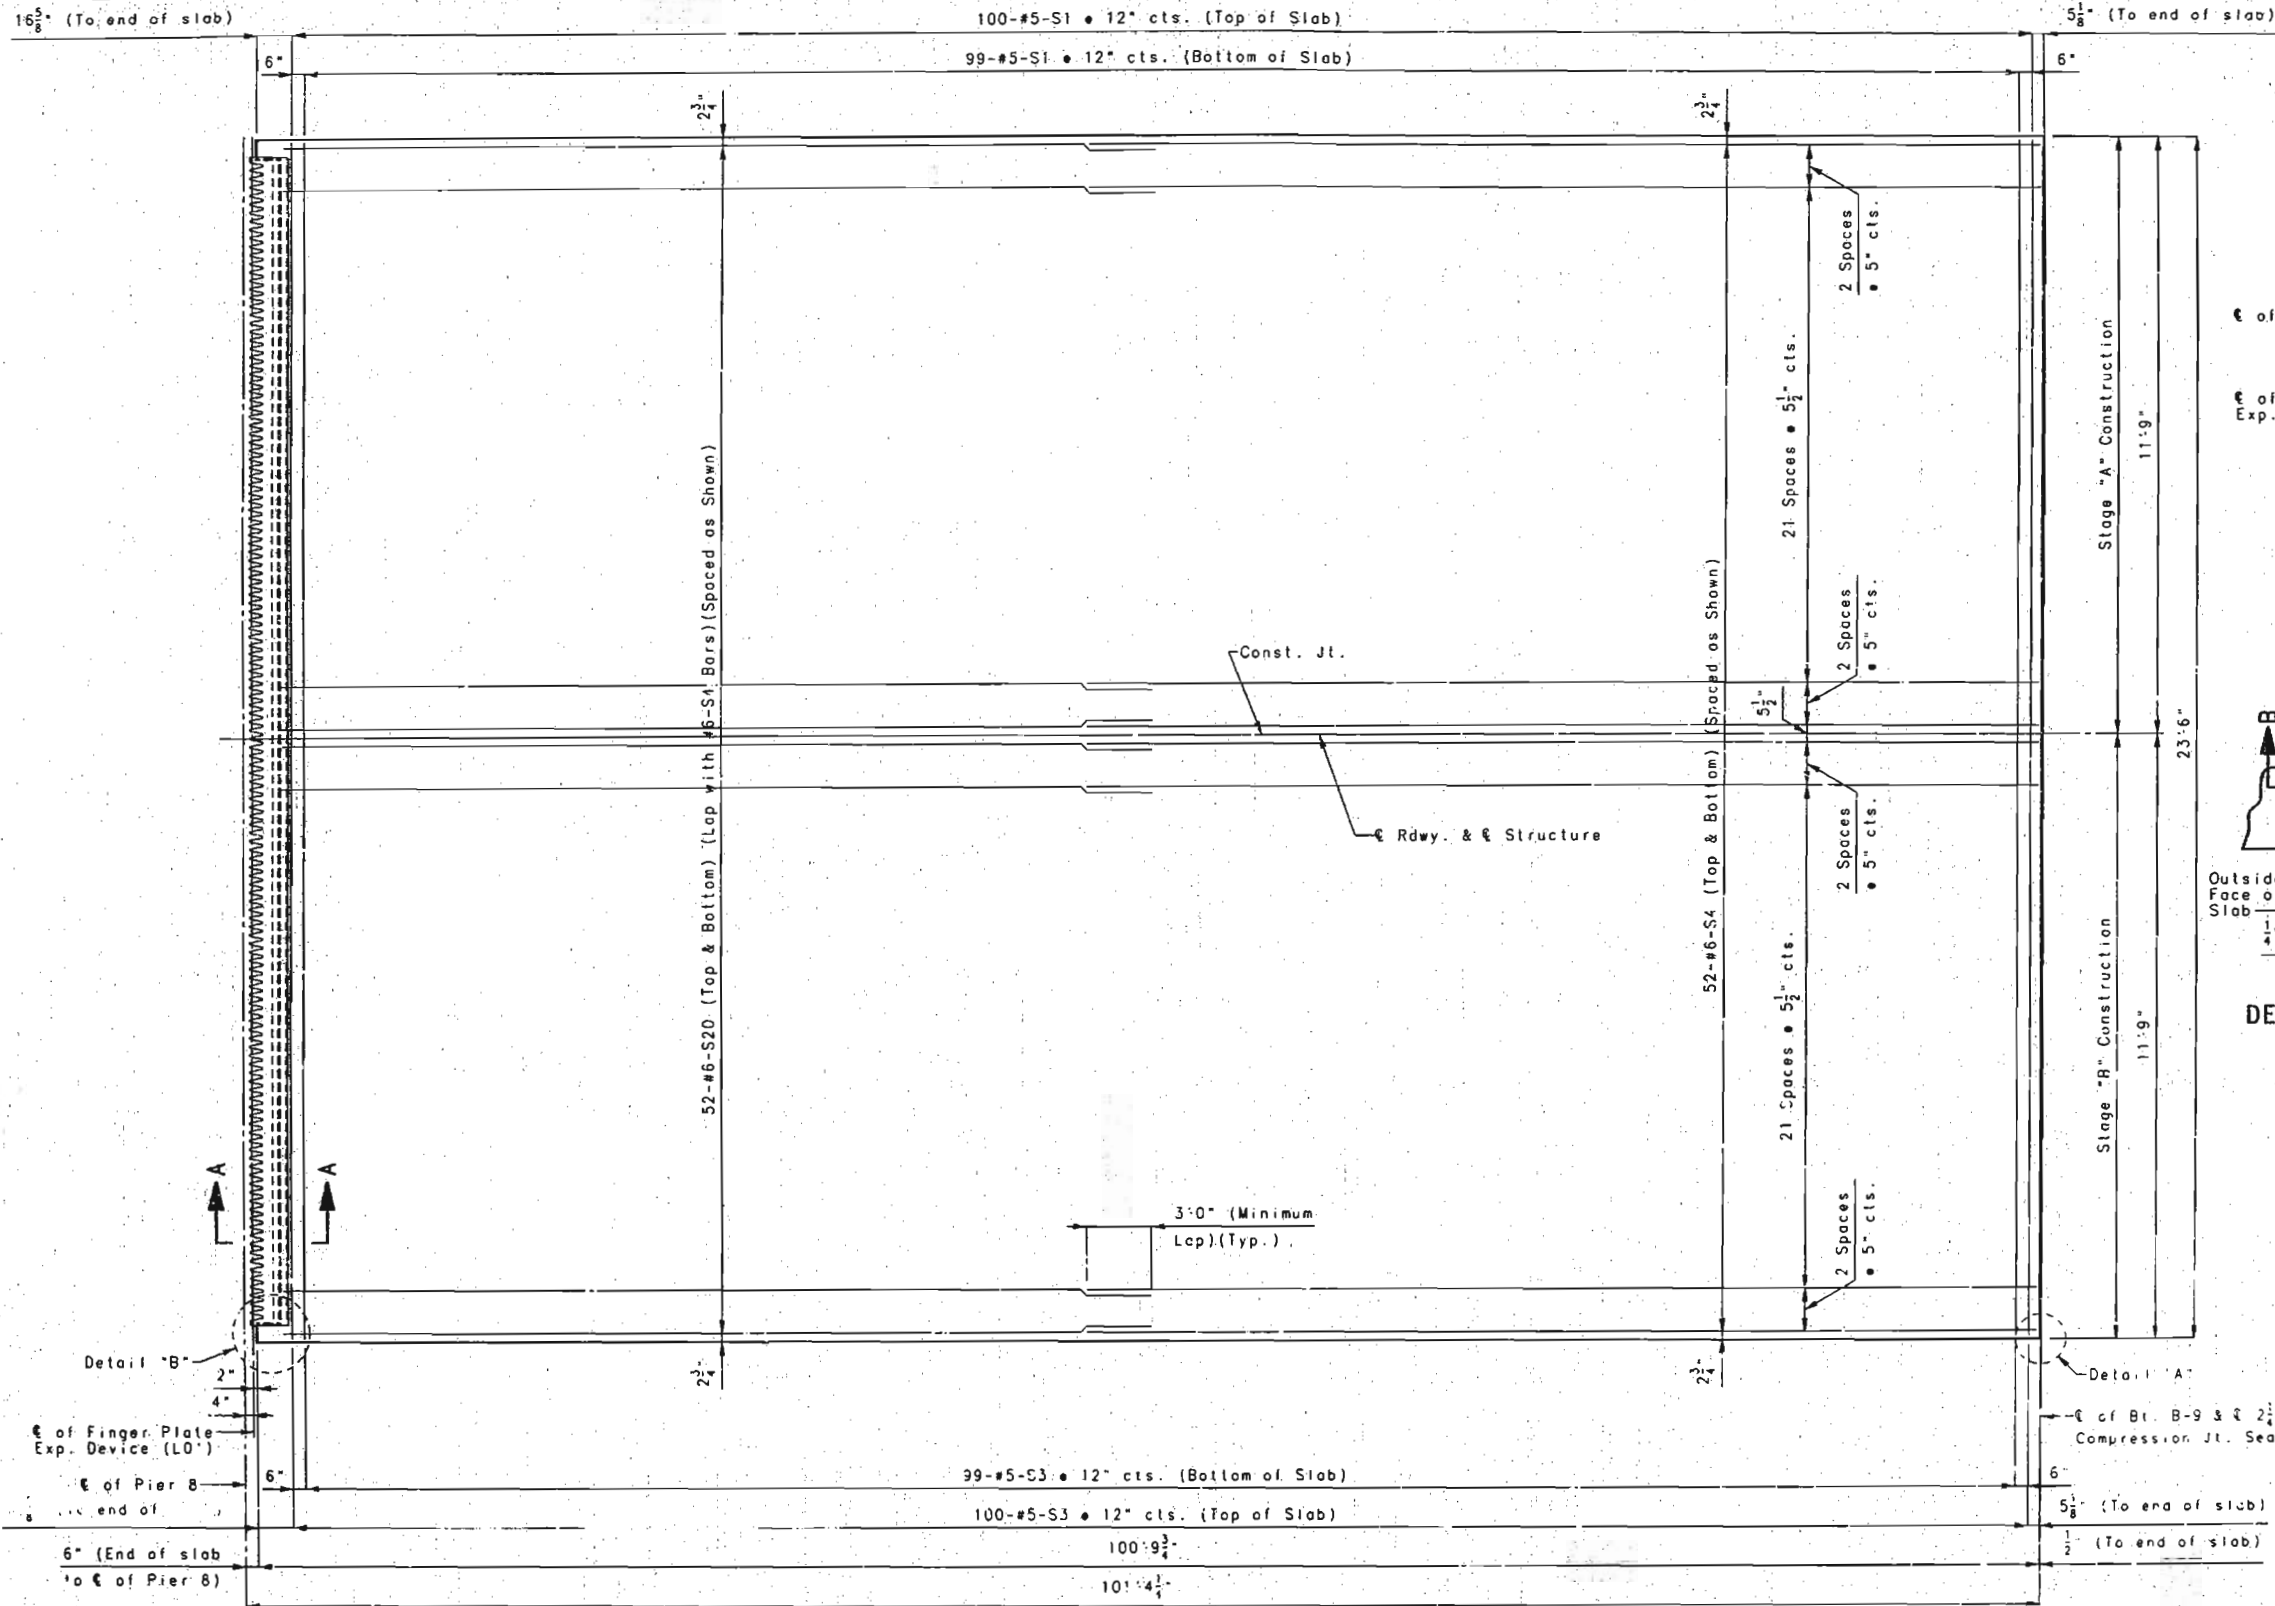 16⅝" (To end of slab)
100-#5-S1 • 12" cts. (Top of Slab)
5⅛" (To end of slab)
6"
99-#5-S1 • 12" cts. (Bottom of Slab)
6"
2¾"
2¾"
2 Spaces
• 5" cts.
℄ of
℄ of
Exp.
21 Spaces • 5½" cts.
Stage "A" Construction
11'-9"
52-#6-S20 (Top & Bottom) (Lap with #6-S4 Bars)(Spaced as Shown)
52-#6-S4 (Top & Bottom) (Spaced as Shown)
2 Spaces
• 5" cts.
Const. Jt.
5½"
23'-6"
B
℄ Rdwy. & ℄ Structure
2 Spaces
• 5" cts.
Outside
Face o
Slab
21 Spaces • 5½" cts.
Stage "B" Construction
11'-9"
DE
A
A
3'-0" (Minimum
Lap)(Typ.)
2 Spaces
• 5" cts.
Detail "B"
2"
4"
2¾"
2¾"
Detail "A"
℄ of Finger Plate
Exp. Device (LO')
℄ of Bt. B-9 & ℄ 2¼
Compression Jt. Sea
℄ of Pier 8
6"
99-#5-S3 • 12" cts. (Bottom of Slab)
6"
end of
100-#5-S3 • 12" cts. (Top of Slab)
5⅛" (To end of slab)
6" (End of slab
to ℄ of Pier 8)
100'-9¾"
½ (To end of slab)
101'-4¼"